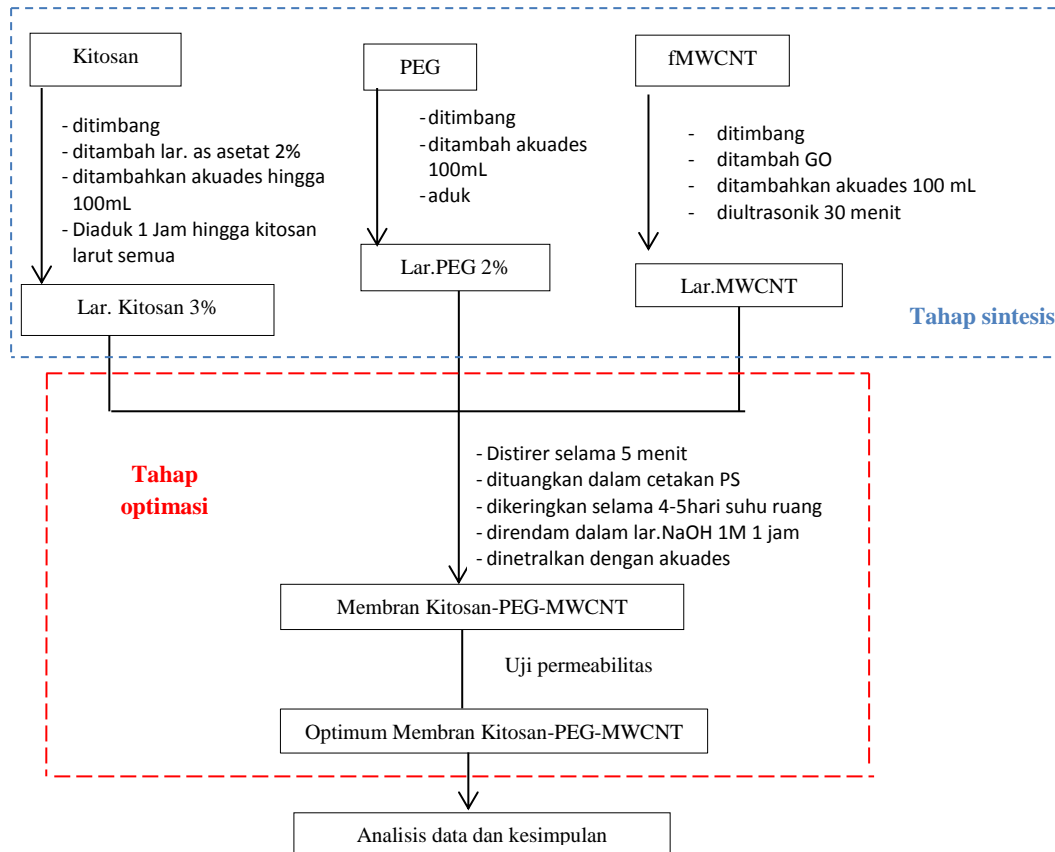 Kitosan
PEG
fMWCNT
- ditimbang
- ditambah lar. as asetat 2%
- ditambahkan akuades hingga
100mL
- Diaduk 1 Jam hingga kitosan
larut semua
- ditimbang
- ditambah akuades
100mL
- aduk
- ditimbang
- ditambah GO
- ditambahkan akuades 100 mL
- diultrasonik 30 menit
Lar. Kitosan 3%
Lar.PEG 2%
Lar.MWCNT
Tahap sintesis
Tahap
optimasi
- Distirer selama 5 menit
- dituangkan dalam cetakan PS
- dikeringkan selama 4-5hari suhu ruang
- direndam dalam lar.NaOH 1M 1 jam
- dinetralkan dengan akuades
Membran Kitosan-PEG-MWCNT
Uji permeabilitas
Optimum Membran Kitosan-PEG-MWCNT
Analisis data dan kesimpulan